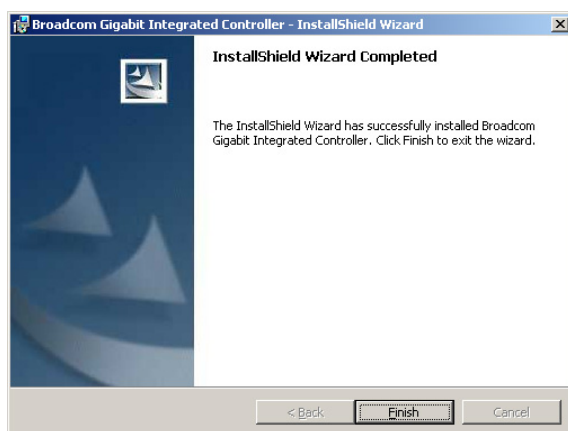 Broadcom Gigabit Integrated Controller - InstallShield Wizard
InstallShield Wizard Completed
The InstallShield Wizard has successfully installed Broadcom
Gigabit Integrated Controller. Click Finish to exit the wizard.
< Back
Finish
Cancel